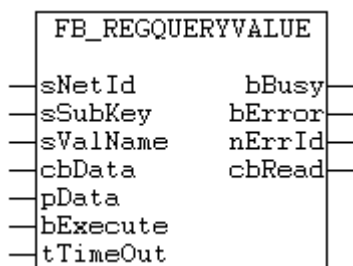 FB_REGQUERYVALUE
sNetId bBusy
sSubKey bError
sValName nErrId
cbData cbRead
pData
bExecute
tTimeOut